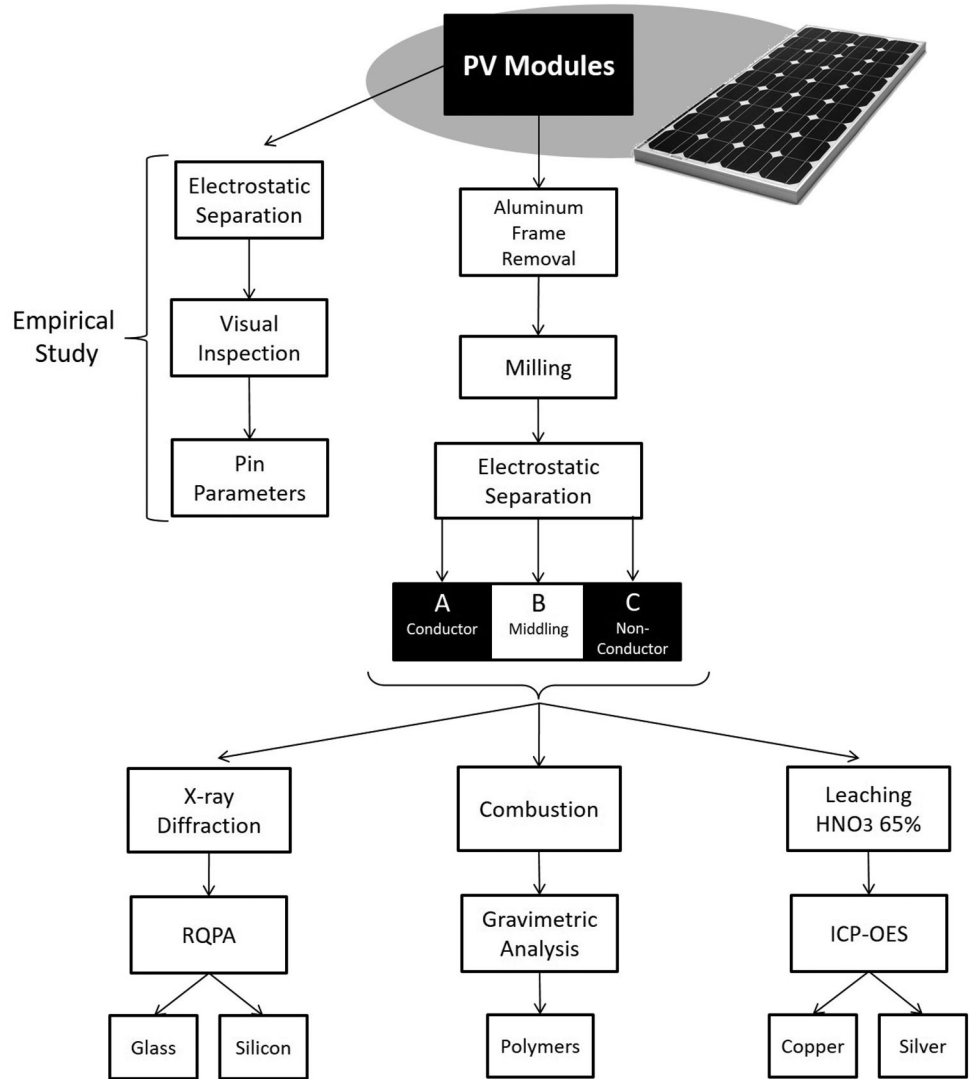 PV Modules
Electrostatic
Separation
Visual
Inspection
Pin
Parameters
Empirical
Study
Aluminum
Frame
Removal
Milling
Electrostatic
Separation
A
Conductor
B
Middling
C
Non-
Conductor
X-ray
Diffraction
RQPA
Glass
Silicon
Combustion
Gravimetric
Analysis
Polymers
Leaching
HNO3 65%
ICP-OES
Copper
Silver